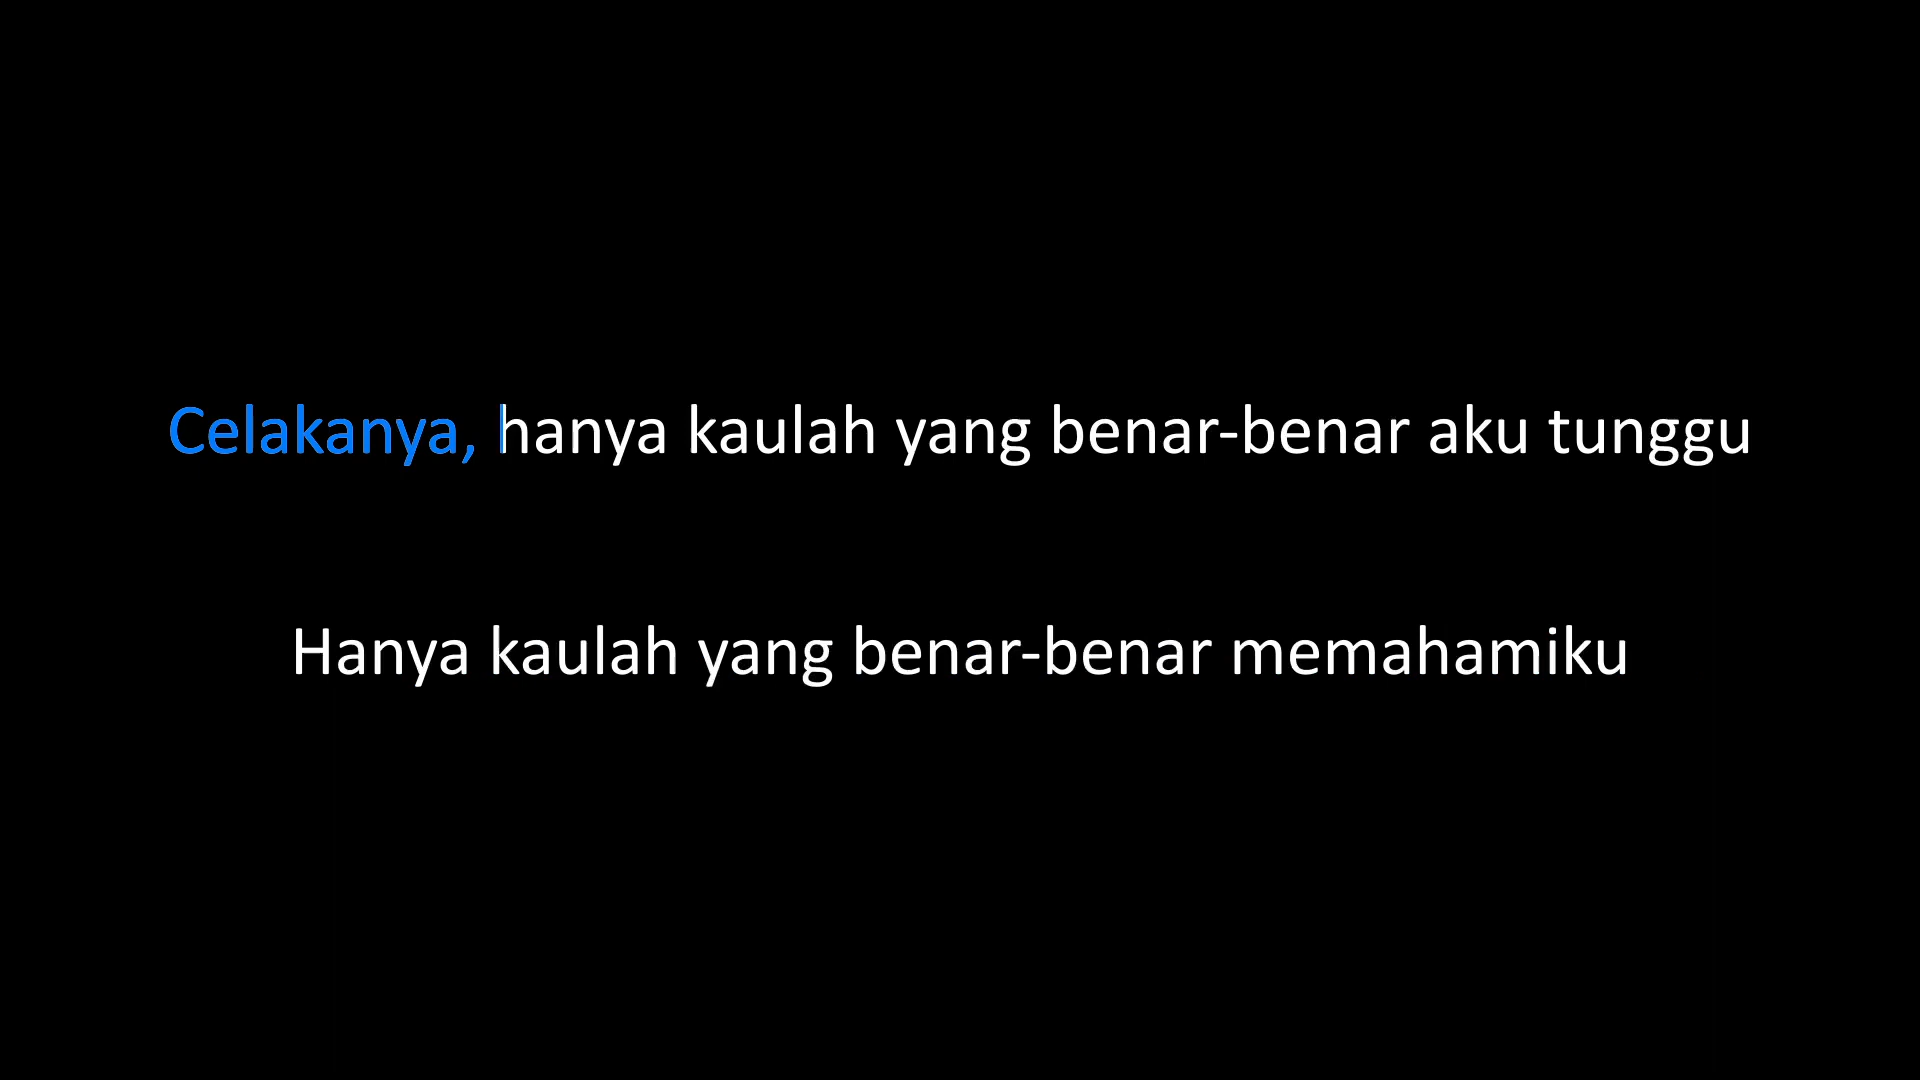 Celakanya, hanya kaulah yang benar-benar aku tunggu
Hanya kaulah yang benar-benar memahamiku